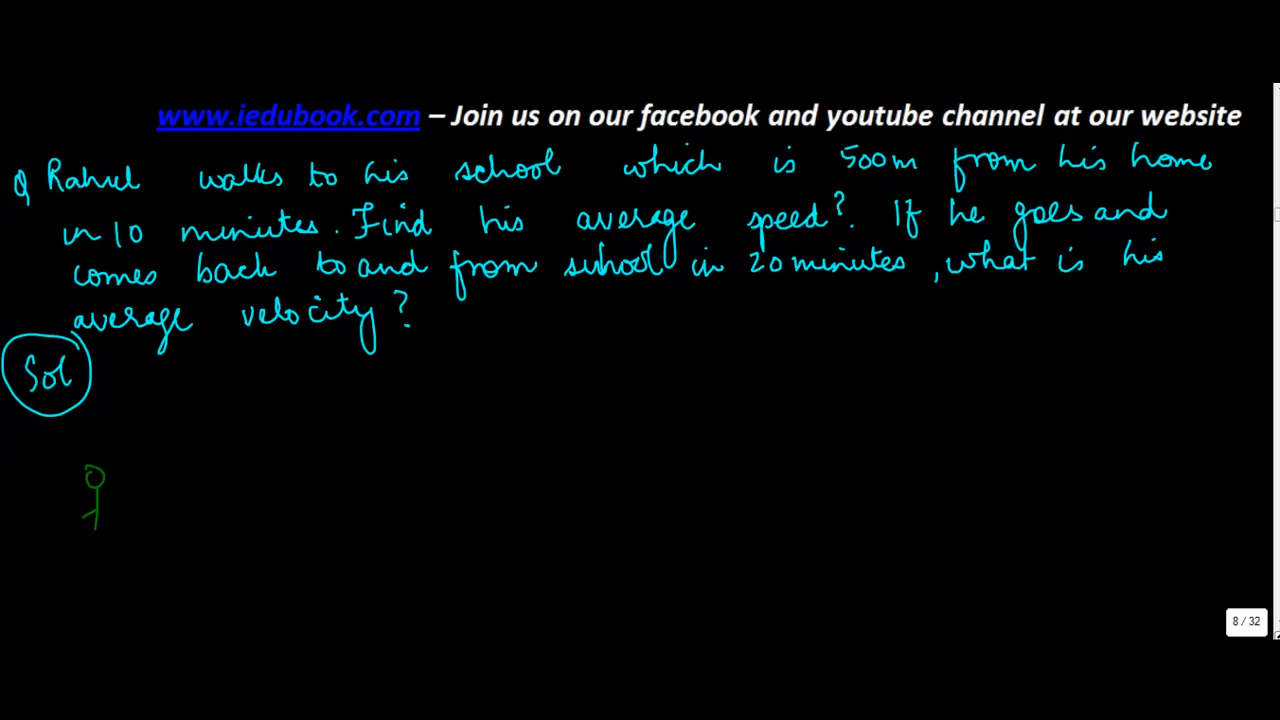 www.iedubook.com – Join us on our facebook and youtube channel at our website
Q Rahul walks to his school which is 500m from his home
in 10 minutes. Find his average speed? If he goes and
comes back to and from school in 20 minutes, what is his
average velocity?
Sol
8 / 32